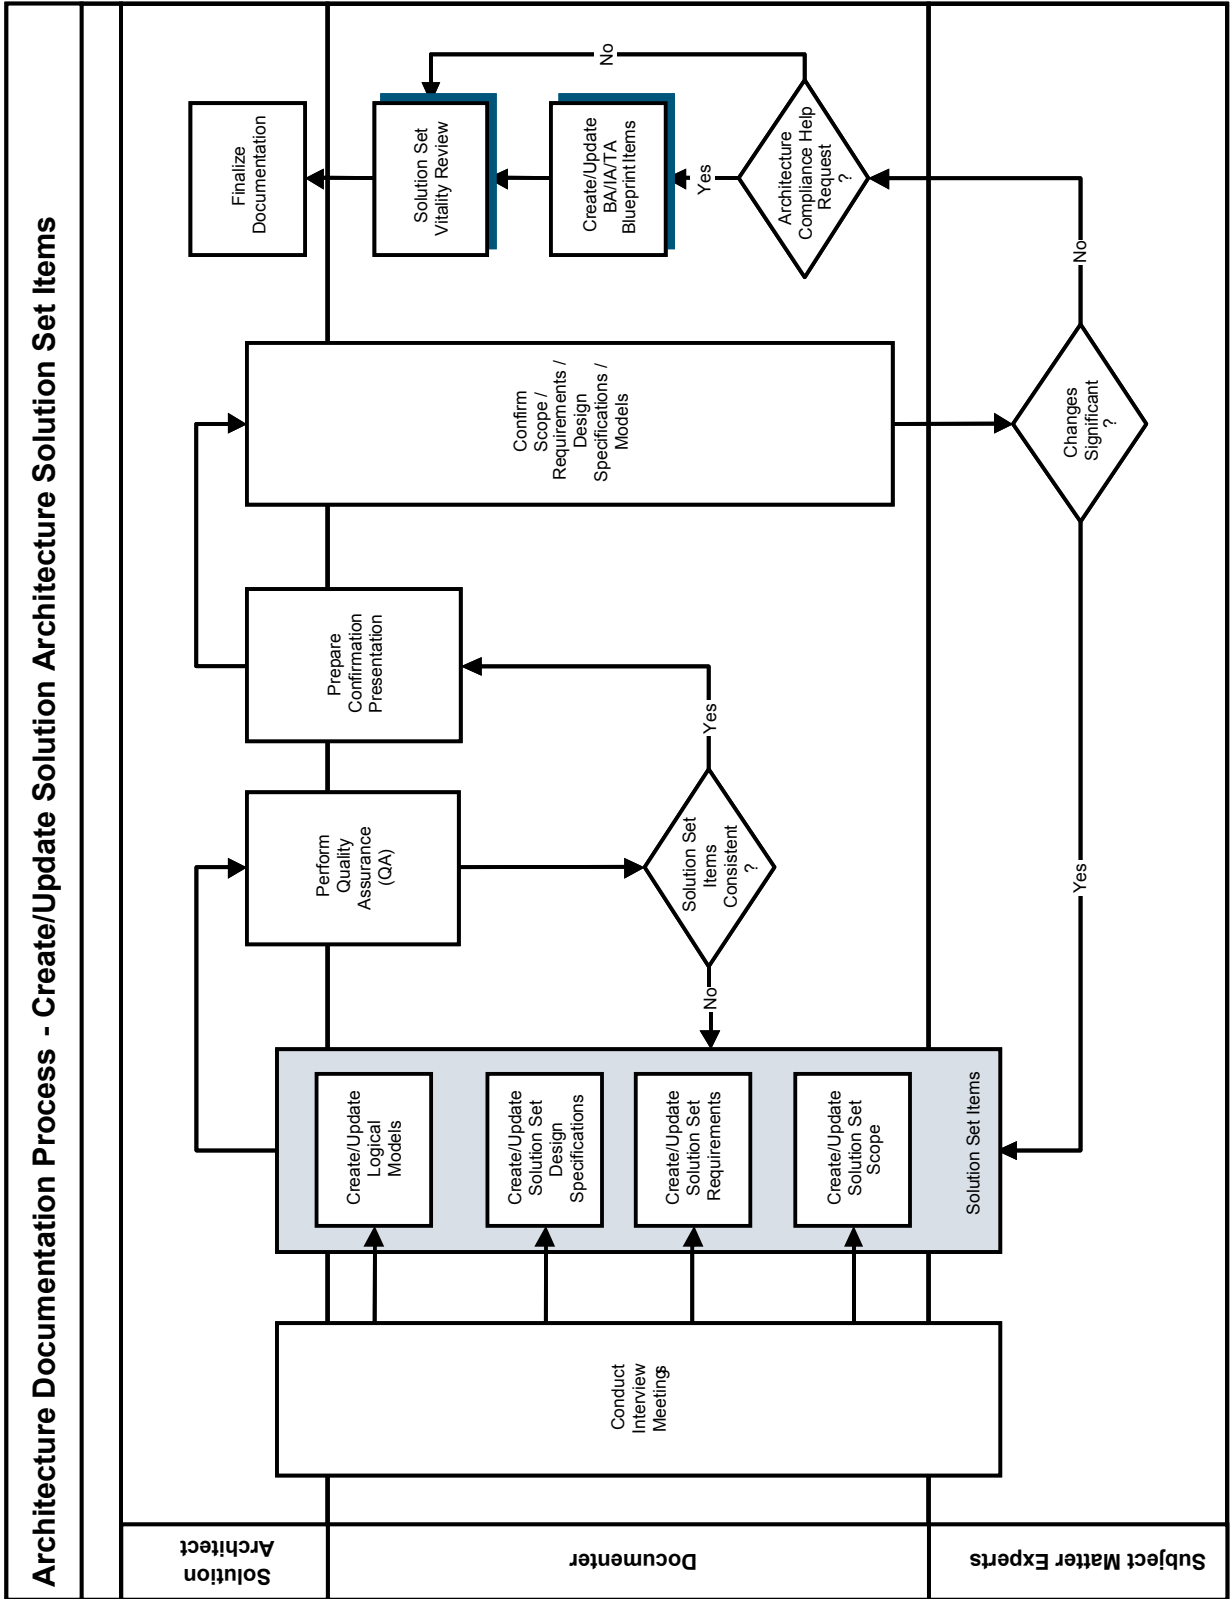 Architecture Documentation Process - Create/Update Solution Architecture Solution Set Items
Solution
Architect
Documenter
Subject Matter Experts
Conduct
Interview
Meetings
Create/Update
Logical
Models
Create/Update
Solution Set
Design
Specifications
Create/Update
Solution Set
Requirements
Create/Update
Solution Set
Scope
Solution Set Items
Perform
Quality
Assurance
(QA)
Solution Set
Items
Consistent
?
No
Yes
Prepare
Confirmation
Presentation
Confirm
Scope /
Requirements /
Design
Specifications /
Models
Changes
Significant
?
Yes
No
Architecture
Compliance Help
Request
?
Yes
No
Create/Update
BA/IA/TA
Blueprint Items
Solution Set
Vitality Review
Finalize
Documentation